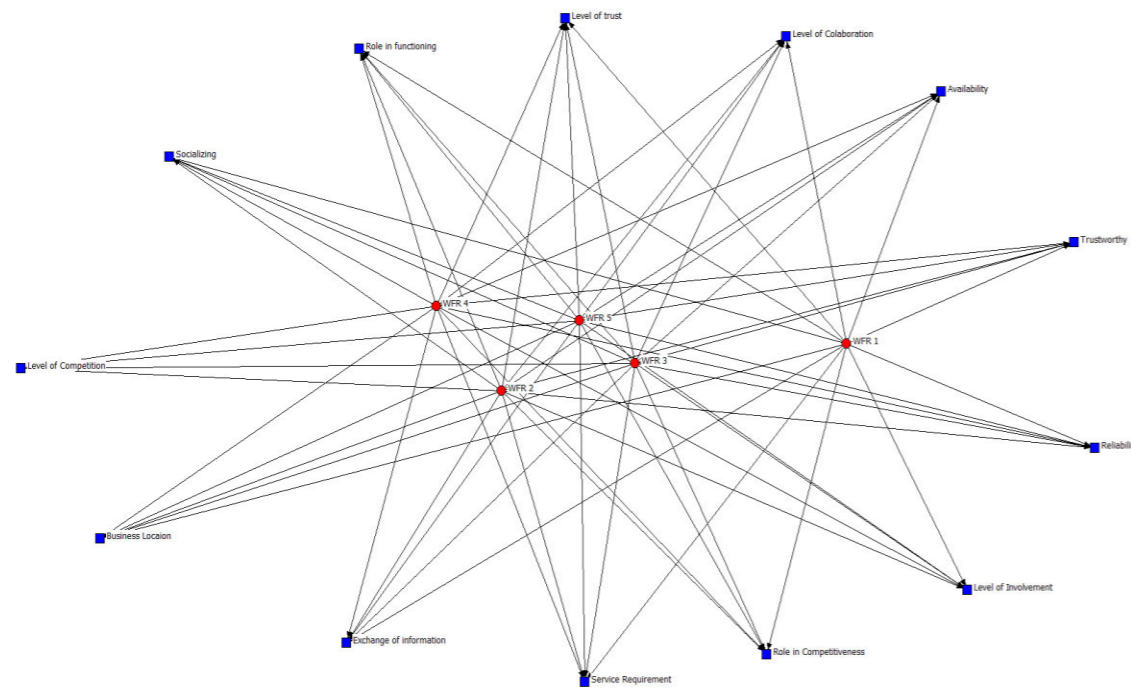 Level of trust
Level of Colaboration
Role in functioning
Availability
Socializing
Trustworthy
WFR 4
WFR 5
WFR 1
WFR 3
Level of Competition
WFR 2
Reliabili
Business Locaion
Level of Involvement
Exchange of information
Role in Competitiveness
Service Requirement